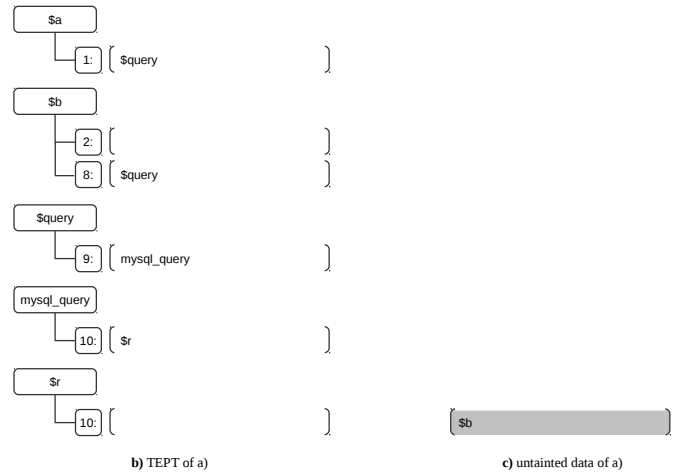 $a
1: $query
$b
2:
8: $query
$query
9: mysql_query
mysql_query
10: $r
$r
10: $b
b) TEPT of a) c) untainted data of a)